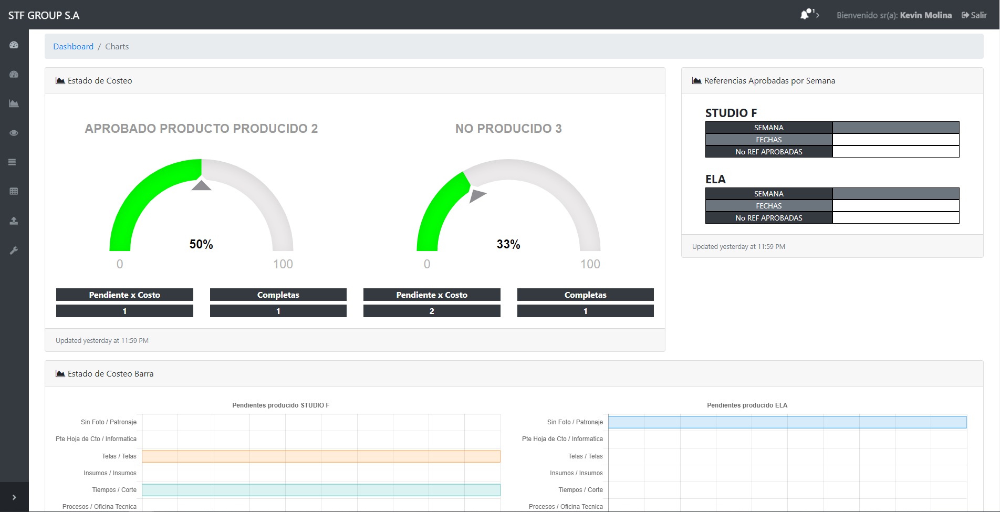 STF GROUP S.A
1
Bienvenido sr(a): Kevin Molina
Salir
Dashboard / Charts
Estado de Costeo
APROBADO PRODUCTO PRODUCIDO 2
50%
0
100
NO PRODUCIDO 3
33%
0
100
Pendiente x Costo
Completas
Pendiente x Costo
Completas
1
1
2
1
Updated yesterday at 11:59 PM
Referencias Aprobadas por Semana
STUDIO F
SEMANA
FECHAS
No REF APROBADAS
ELA
SEMANA
FECHAS
No REF APROBADAS
Updated yesterday at 11:59 PM
Estado de Costeo Barra
Pendientes producido STUDIO F
Sin Foto / Patronaje
Pte Hoja de Cto / Informatica
Telas / Telas
Insumos / Insumos
Tiempos / Corte
Procesos / Oficina Tecnica
Pendientes producido ELA
Sin Foto / Patronaje
Pte Hoja de Cto / Informatica
Telas / Telas
Insumos / Insumos
Tiempos / Corte
Procesos / Oficina Tecnica